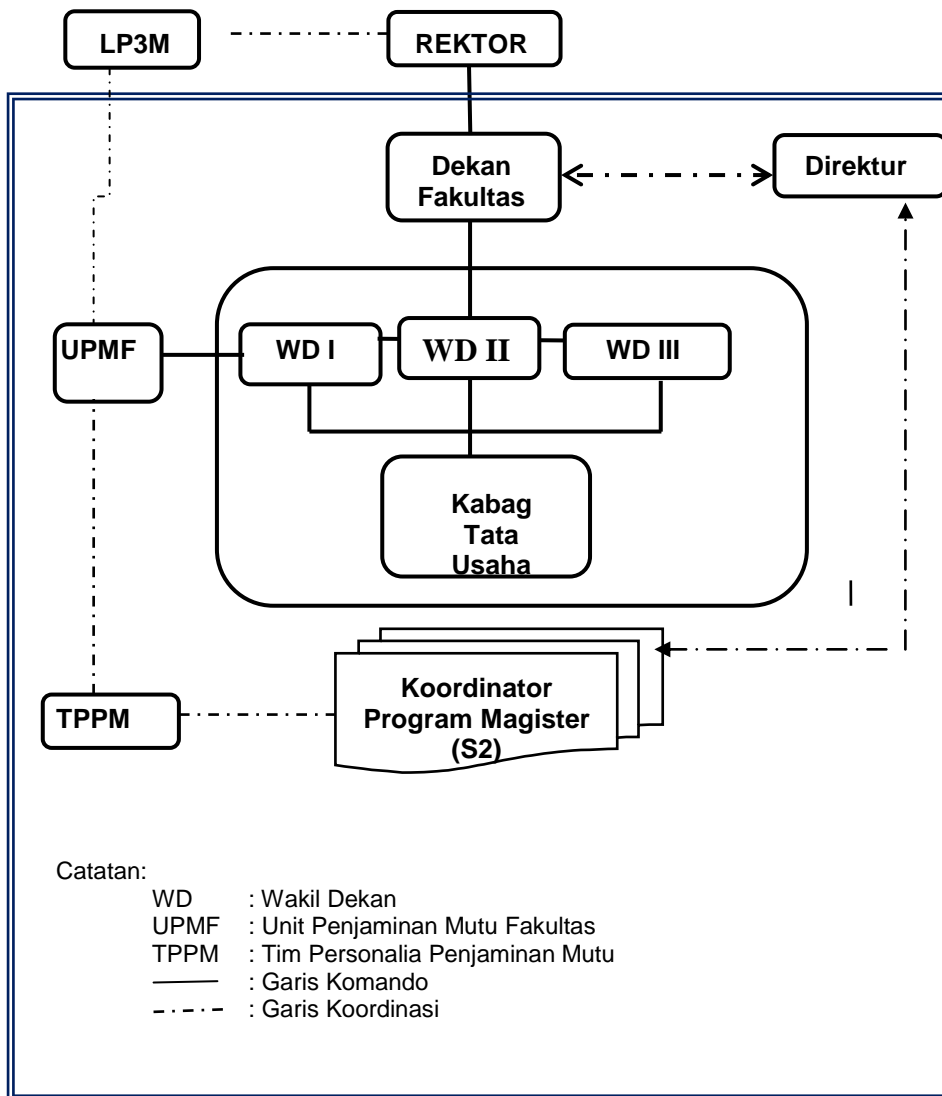 LP3M
REKTOR
Dekan
Fakultas
Direktur
UPMF
WD I
WD II
WD III
Kabag
Tata
Usaha
TPPM
Koordinator
Program Magister
(S2)
Catatan:
WD : Wakil Dekan
UPMF : Unit Penjaminan Mutu Fakultas
TPPM : Tim Personalia Penjaminan Mutu
: Garis Komando
: Garis Koordinasi